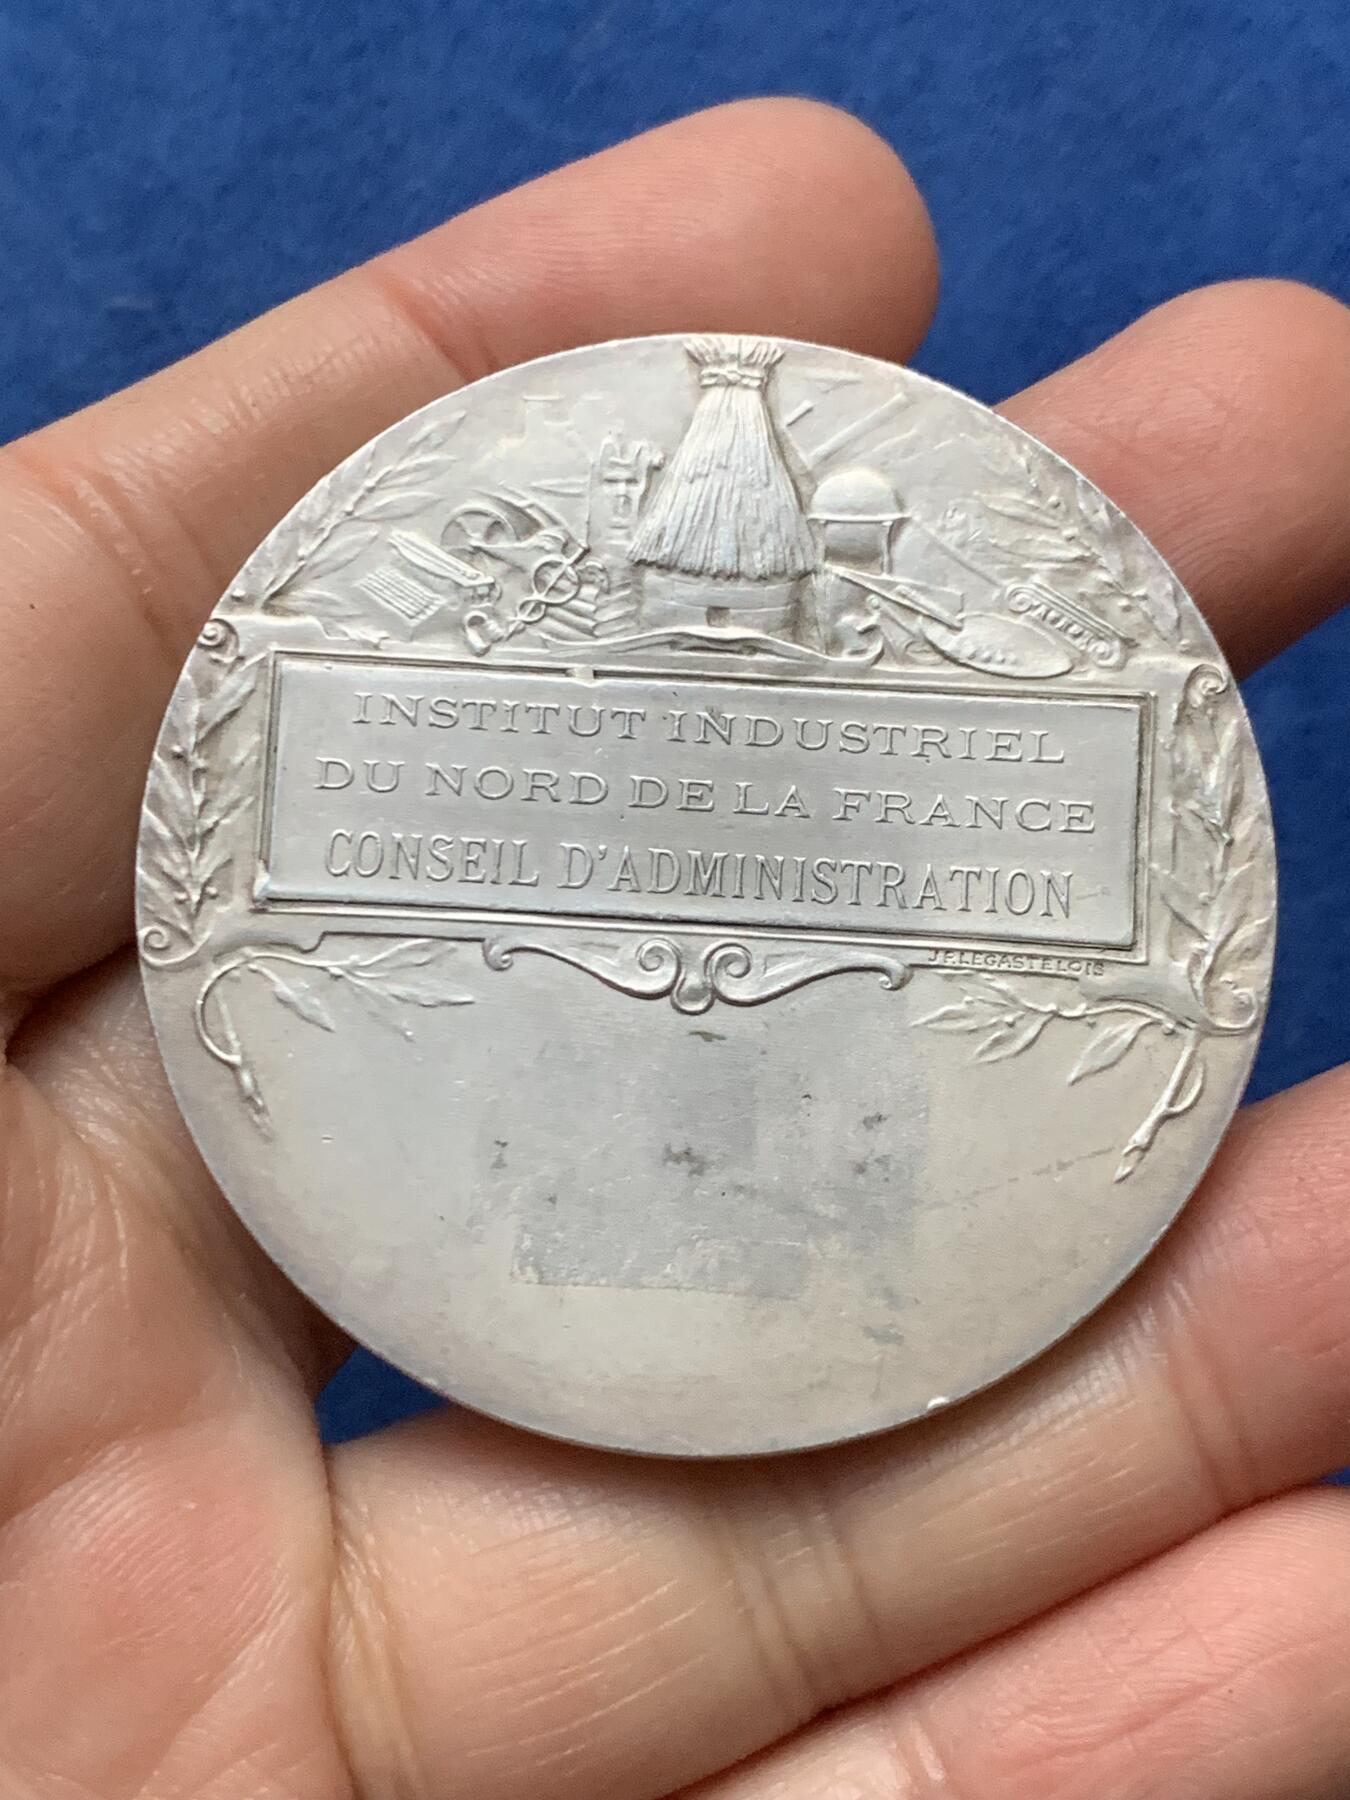 INSTITUT INDUSTRIEL
DU NORD DE LA FRANCE
CONSEIL D'ADMINISTRATION
J.P.LEGASTELOIS